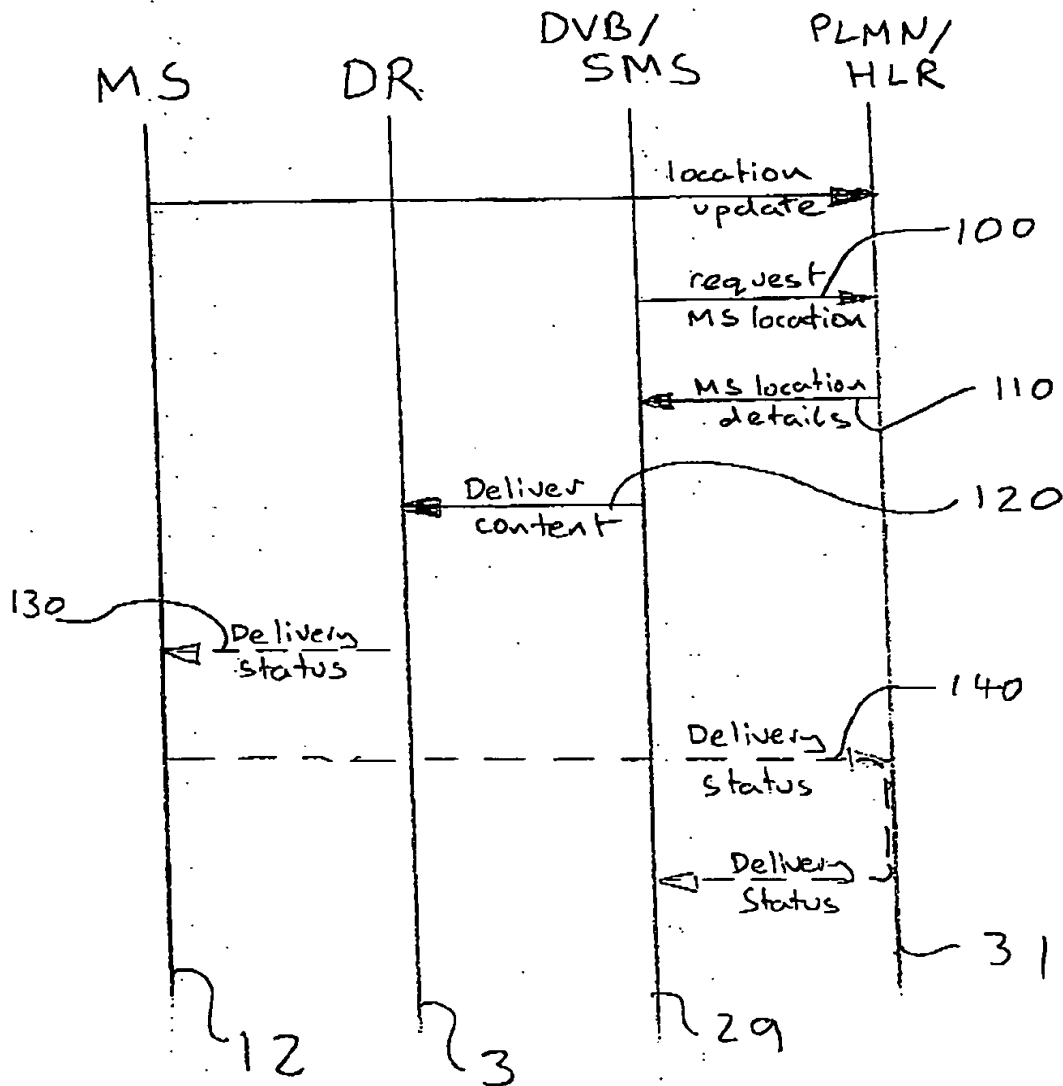 MS
DR
DVB/
SMS
PLMN/
HLR
location
update
100
request
MS location
MS location
details
110
Deliver
content
120
130
Delivery
status
140
Delivery
status
Delivery
Status
31
12
3
29